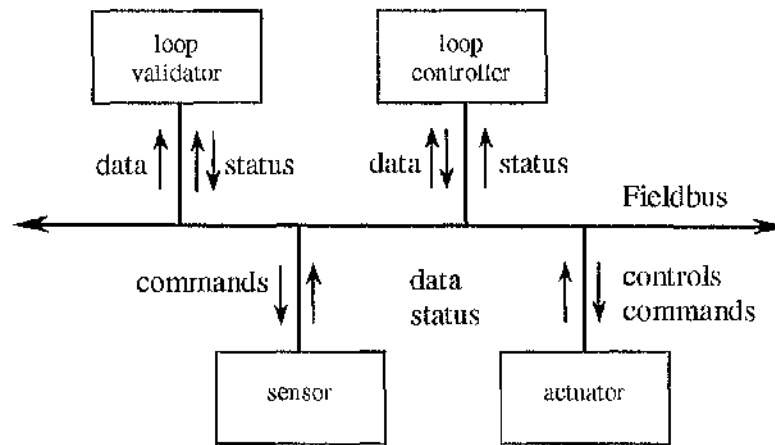 loop
validator
loop
controller
data
status
data
status
Fieldbus
commands
data
status
controls
commands
sensor
actuator